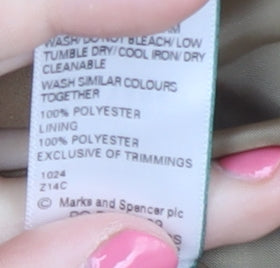 WASH/DO NOT BLEACH/LOW
TUMBLE DRY/COOL IRON/DRY
CLEANABLE
WASH SIMILAR COLOURS
TOGETHER
100% POLYESTER
LINING
100% POLYESTER
EXCLUSIVE OF TRIMMINGS
1024
Z14C
© Marks and Spencer plc